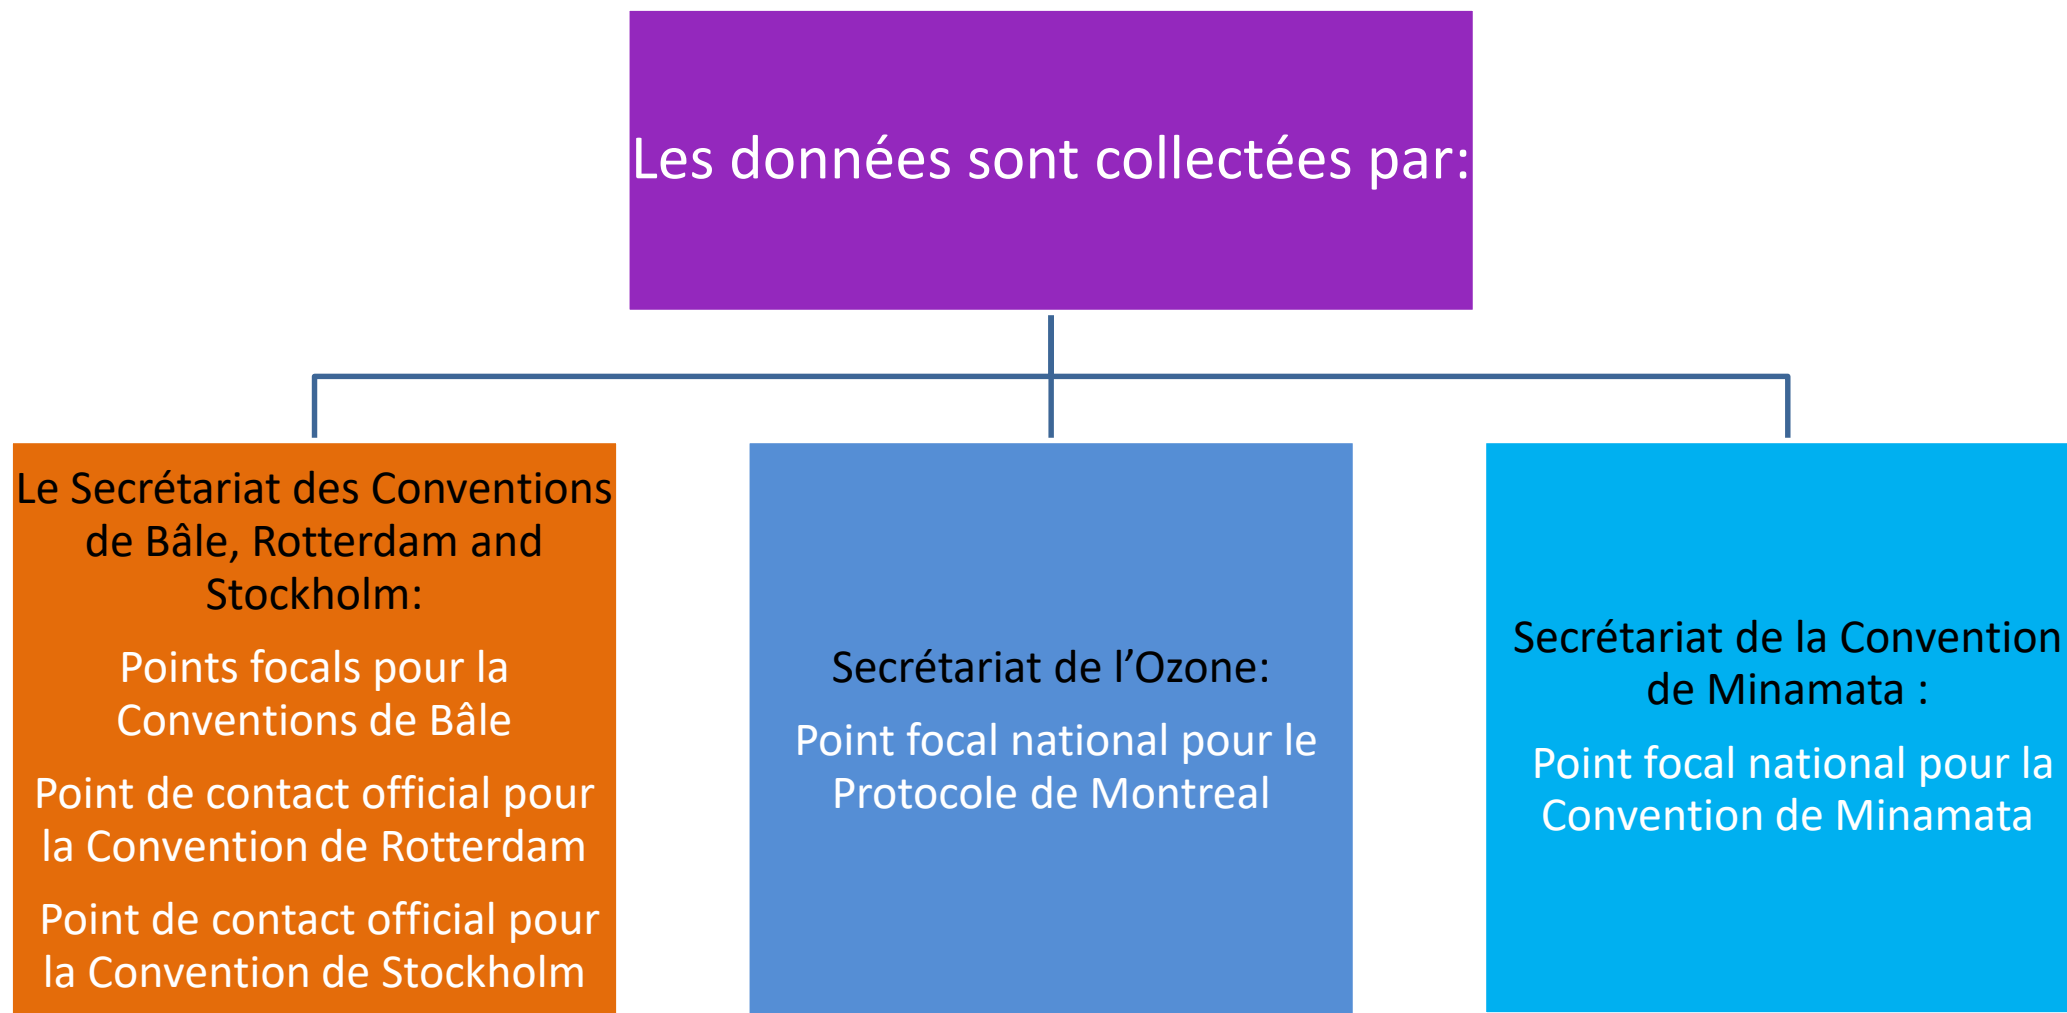 Les données sont collectées par:
Le Secrétariat des Conventions
de Bâle, Rotterdam and
Stockholm:
Points focals pour la
Conventions de Bâle
Point de contact official pour
la Convention de Rotterdam
Point de contact official pour
la Convention de Stockholm
Secrétariat de l’Ozone:
Point focal national pour le
Protocole de Montreal
Secrétariat de la Convention
de Minamata :
Point focal national pour la
Convention de Minamata